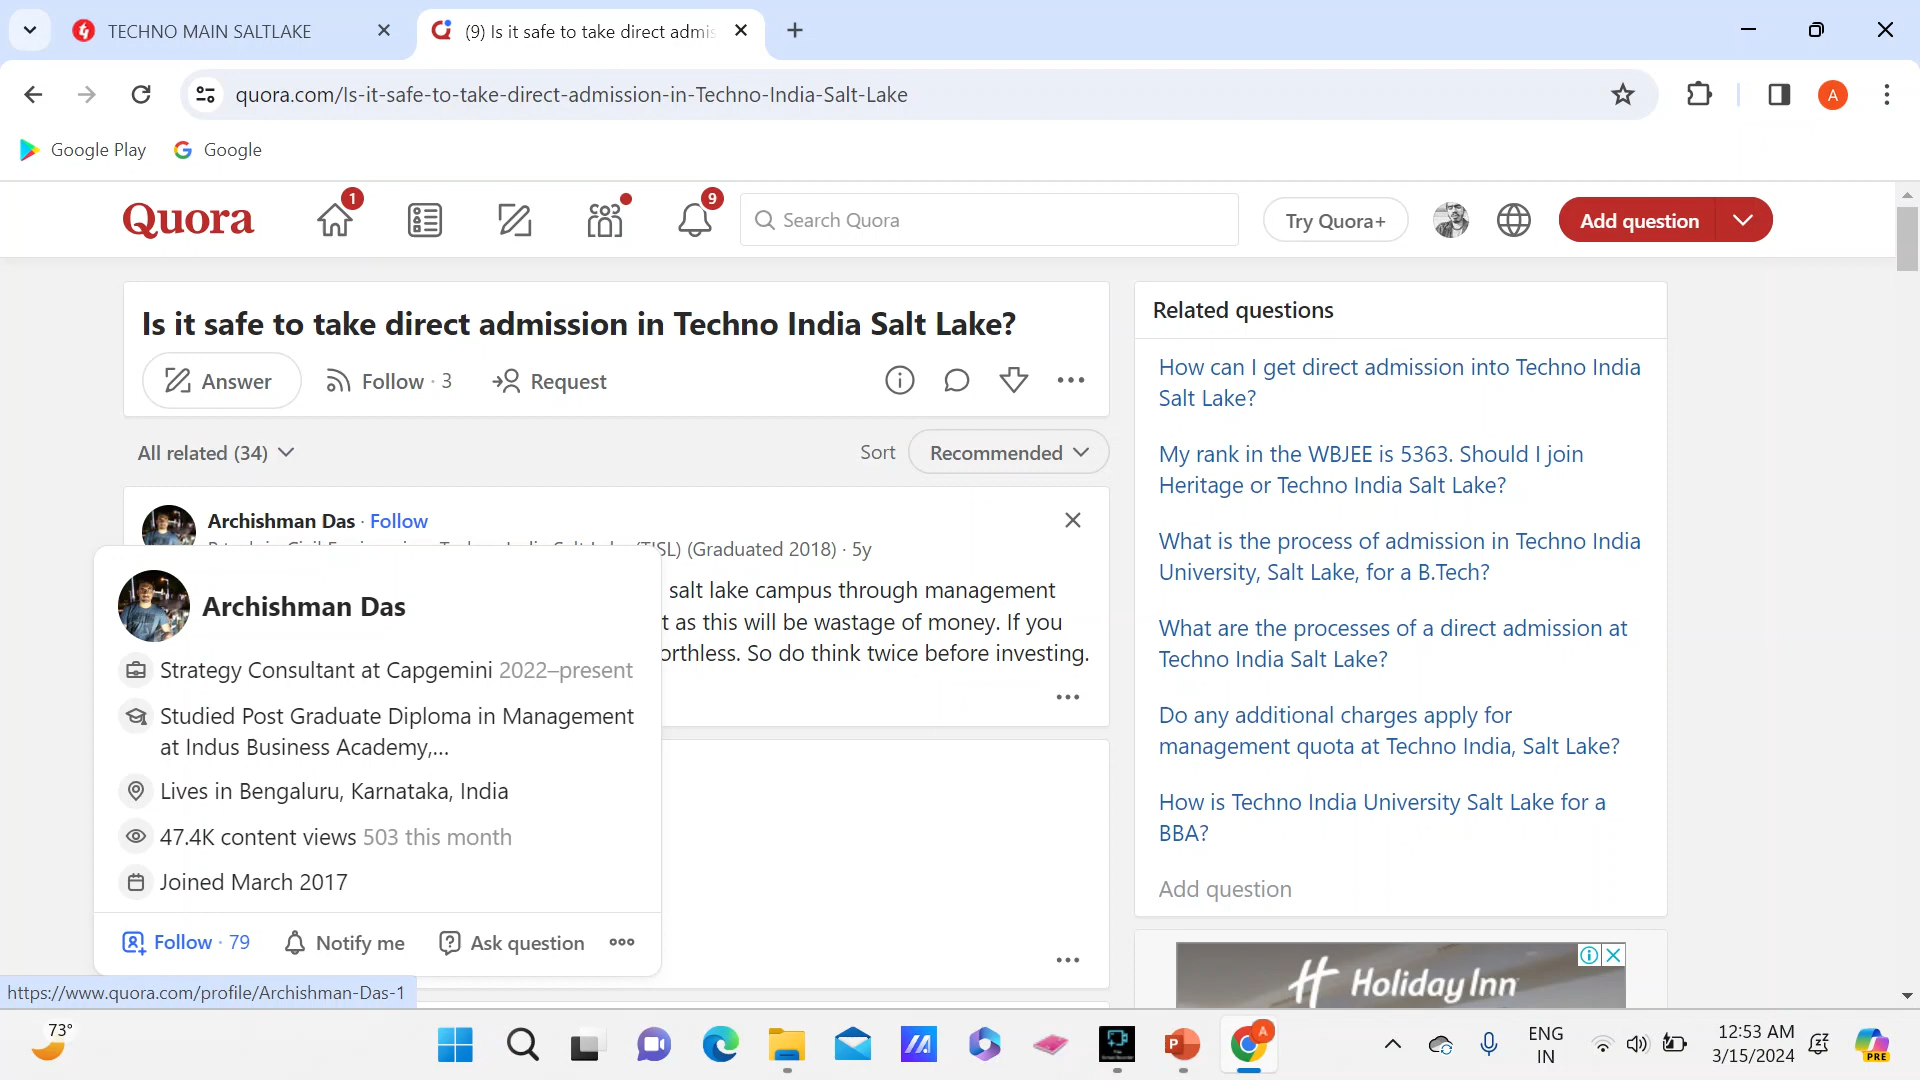 TECHNO MAIN SALTLAKE
(9) Is it safe to take direct admis
quora.com/Is-it-safe-to-take-direct-admission-in-Techno-India-Salt-Lake
A
Google Play
Google
Quora
1
9
Search Quora
Try Quora+
Add question
Is it safe to take direct admission in Techno India Salt Lake?
Answer
Follow · 3
Request
All related (34)
Sort
Recommended
Archishman Das · Follow
(Graduated 2018) · 5y
salt lake campus through management
t as this will be wastage of money. If you
orthless. So do think twice before investing.
Archishman Das
Strategy Consultant at Capgemini 2022–present
Studied Post Graduate Diploma in Management
at Indus Business Academy,...
Lives in Bengaluru, Karnataka, India
47.4K content views 503 this month
Joined March 2017
Follow · 79
Notify me
Ask question
Related questions
How can I get direct admission into Techno India
Salt Lake?
My rank in the WBJEE is 5363. Should I join
Heritage or Techno India Salt Lake?
What is the process of admission in Techno India
University, Salt Lake, for a B.Tech?
What are the processes of a direct admission at
Techno India Salt Lake?
Do any additional charges apply for
management quota at Techno India, Salt Lake?
How is Techno India University Salt Lake for a
BBA?
Add question
Holiday Inn
https://www.quora.com/profile/Archishman-Das-1
73°
A
ENG
IN
12:53 AM
3/15/2024
PRE